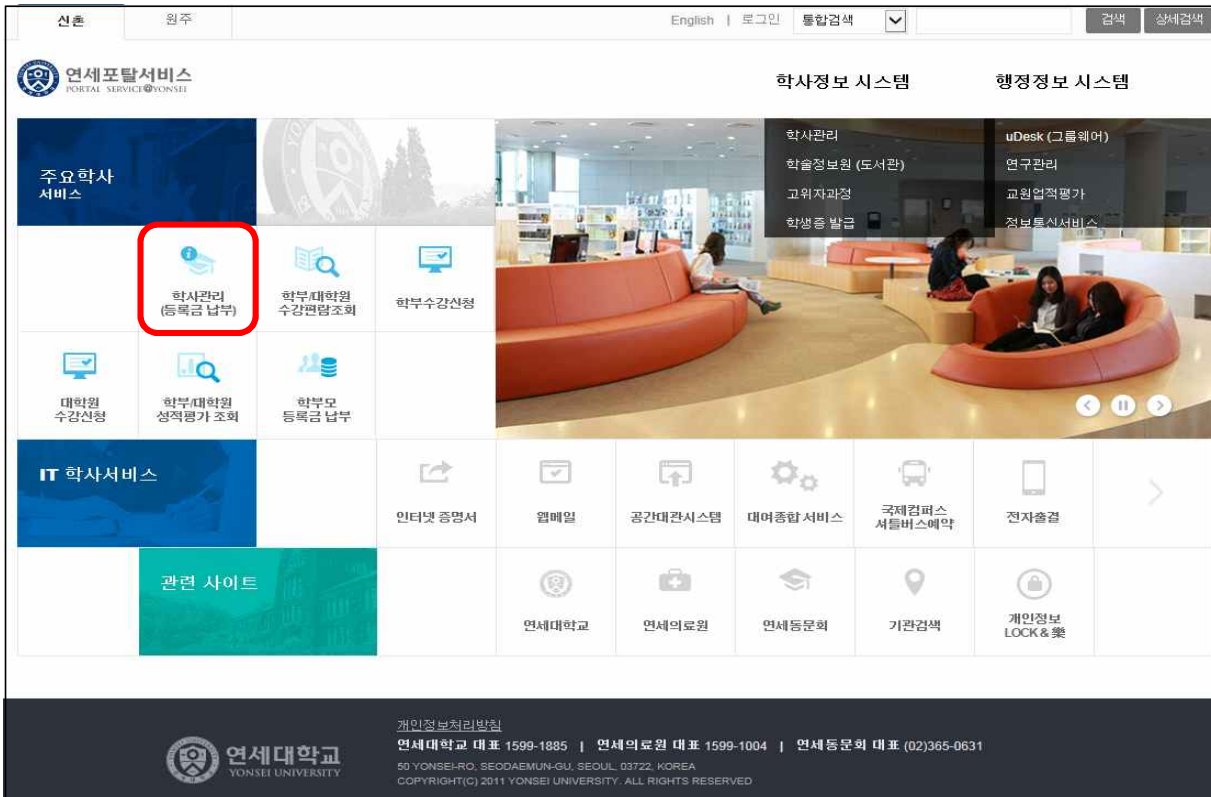 신촌
원주
English | 로그인
통합검색
검색
상세검색
연세포탈서비스
PORTAL SERVICE@YONSEI
학사정보 시스템
행정정보 시스템
주요학사
서비스
학사관리
학술정보원 (도서관)
고위자과정
학생증 발급
uDesk (그룹웨어)
연구관리
교원업적평가
정보통신서비스
학사관리
(등록금 납부)
학부/대학원
수강편람조회
학부수강신청
대학원
수강신청
학부/대학원
성적평가 조회
학부모
등록금 납부
IT 학사서비스
인터넷 증명서
웹메일
공간대관시스템
대여종합 서비스
국제캠퍼스
셔틀버스예약
전자출결
관련 사이트
연세대학교
연세의료원
연세동문회
기관검색
개인정보
LOCK & 樂
개인정보처리방침
연세대학교 대표 1599-1885 | 연세의료원 대표 1599-1004 | 연세동문회 대표 (02)365-0631
연세대학교
YONSEI UNIVERSITY
50 YONSEI-RO, SEODAEMUN-GU, SEOUL, 03722, KOREA
COPYRIGHT(C) 2011 YONSEI UNIVERSITY. ALL RIGHTS RESERVED